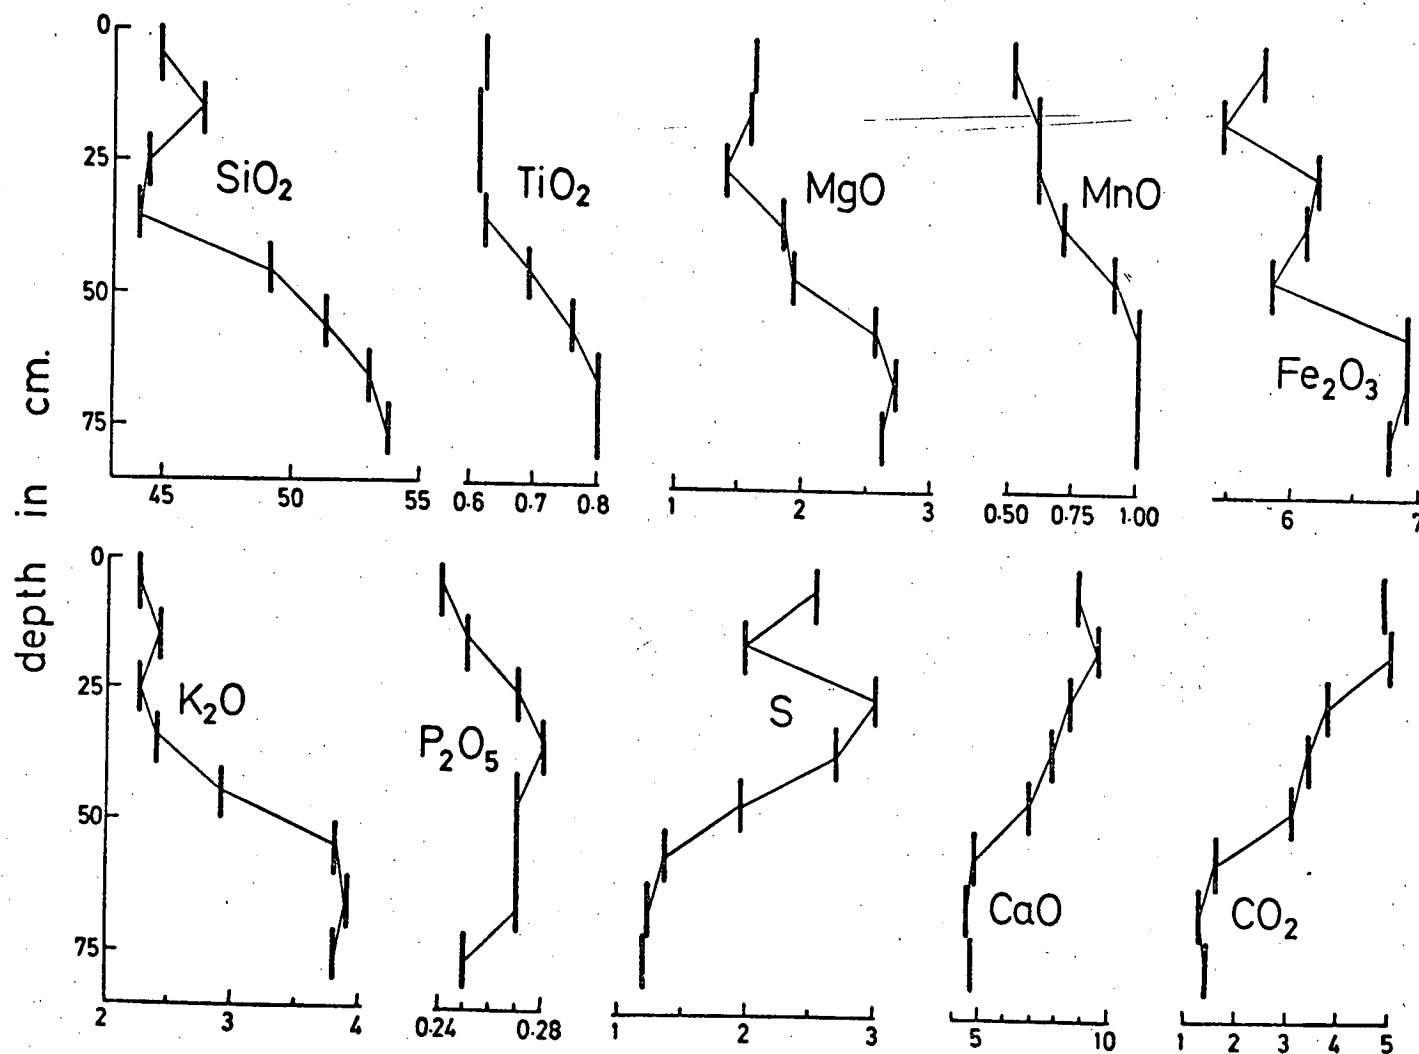 depth in cm.
0
25
50
75
SiO₂
45 50 55
TiO₂
0.6 0.7 0.8
MgO
1 2 3
MnO
0.50 0.75 1.00
Fe₂O₃
6 7
0
25
50
75
K₂O
2 3 4
P₂O₅
0.24 0.28
S
1 2 3
CaO
5 10
CO₂
1 2 3 4 5